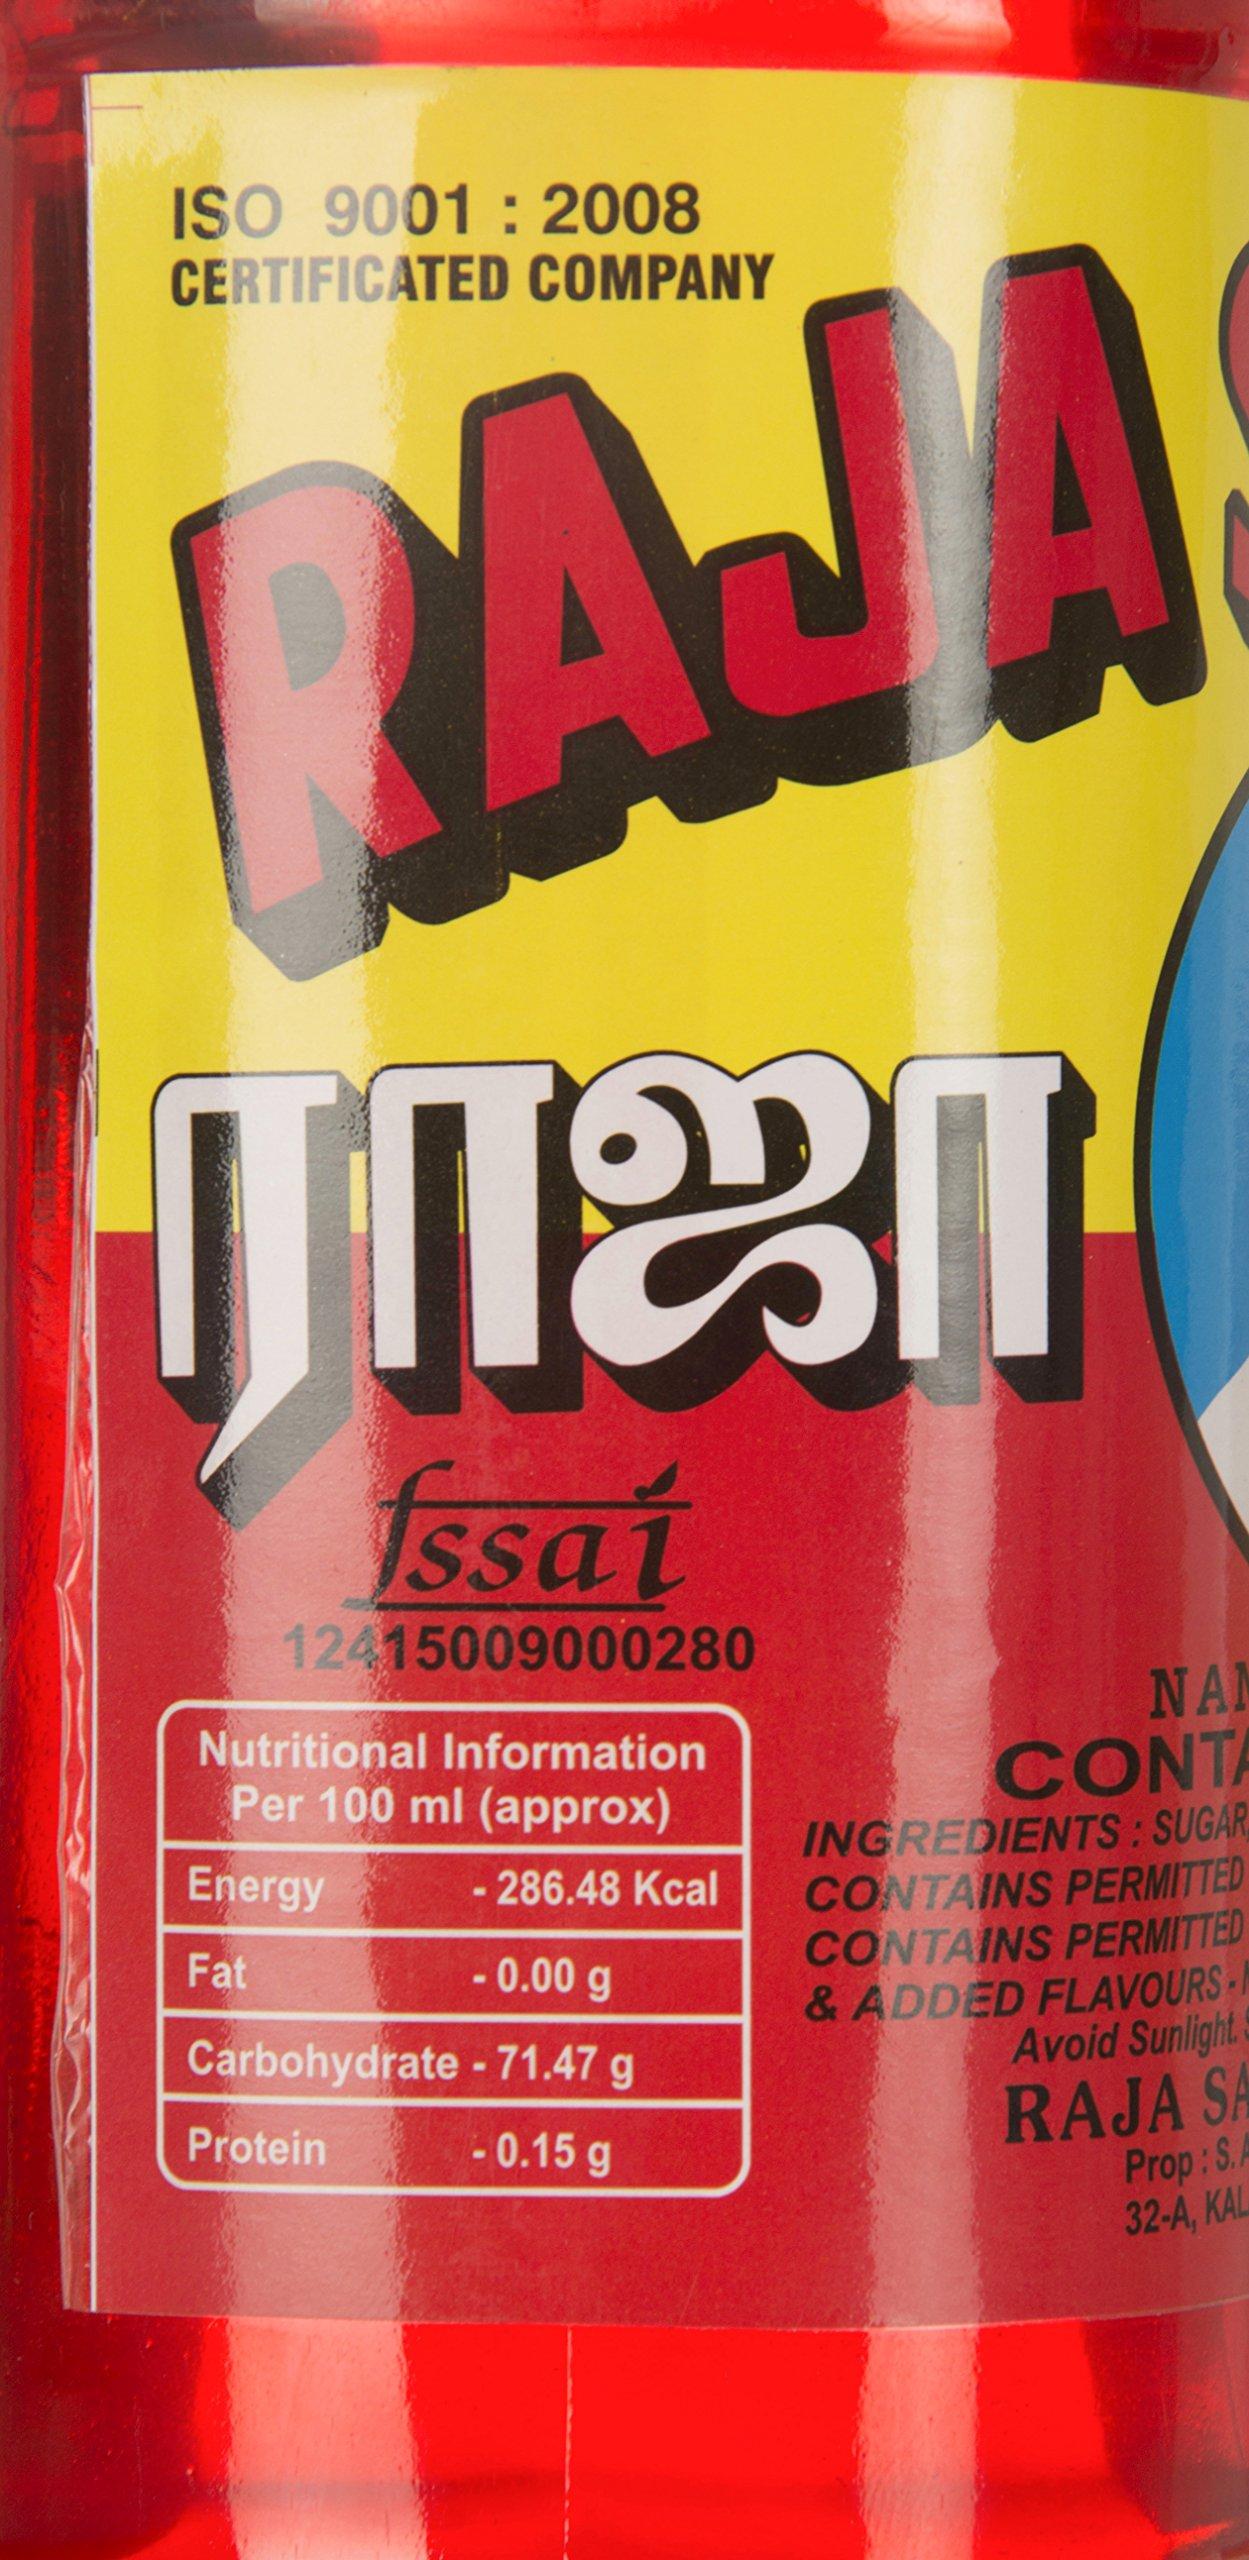 ISO 9001 : 2008
CERTIFICATED COMPANY
RAJA
ராஜா
fssai
12415009000280
Nutritional Information
Per 100 ml (approx)
Energy - 286.48 Kcal
Fat - 0.00 g
Carbohydrate - 71.47 g
Protein - 0.15 g
INGREDIENTS : SUGAR
CONTAINS PERMITTED
CONTAINS PERMITTED
& ADDED FLAVOURS -
Avoid Sunlight.
RAJA
Prop : S.
32-A,